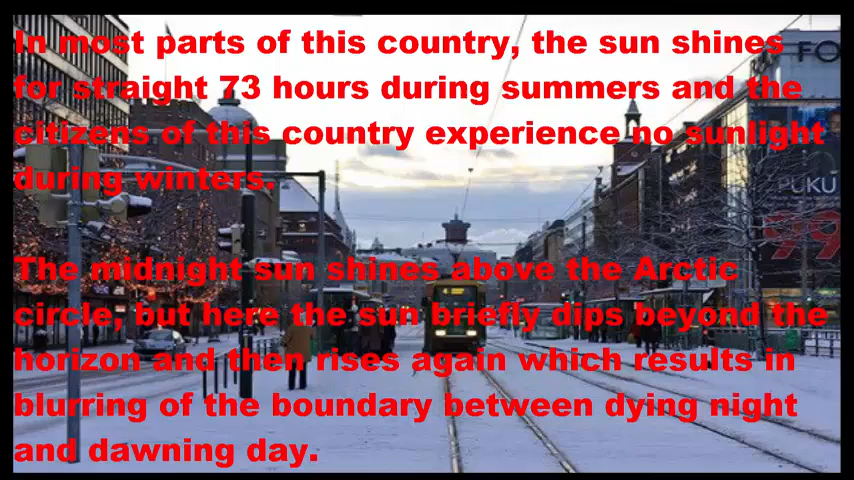 In most parts of this country, the sun shines
for straight 73 hours during summers and the
citizens of this country experience no sunlight
during winters.
The midnight sun shines above the Arctic
circle, but here the sun briefly dips beyond the
horizon and then rises again which results in
blurring of the boundary between dying night
and dawning day.
FO
PUKU
99